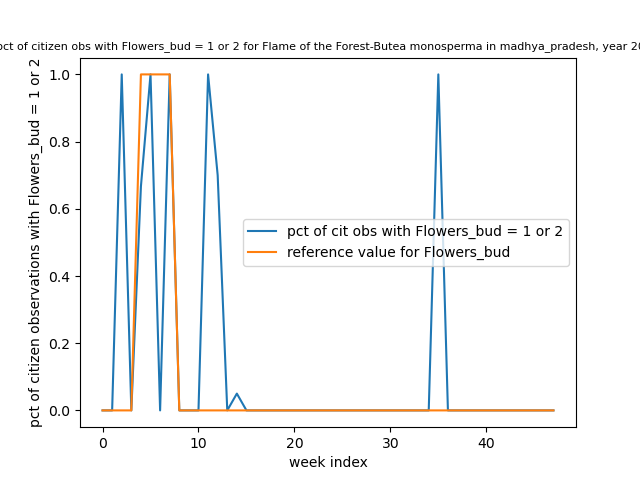 pct of citizen obs with Flowers_bud = 1 or 2 for Flame of the Forest-Butea monosperma in madhya_pradesh, year 20
pct of citizen observations with Flowers_bud = 1 or 2
1.0
0.8
0.6
0.4
0.2
0.0
pct of cit obs with Flowers_bud = 1 or 2
reference value for Flowers_bud
0
10
20
30
40
week index